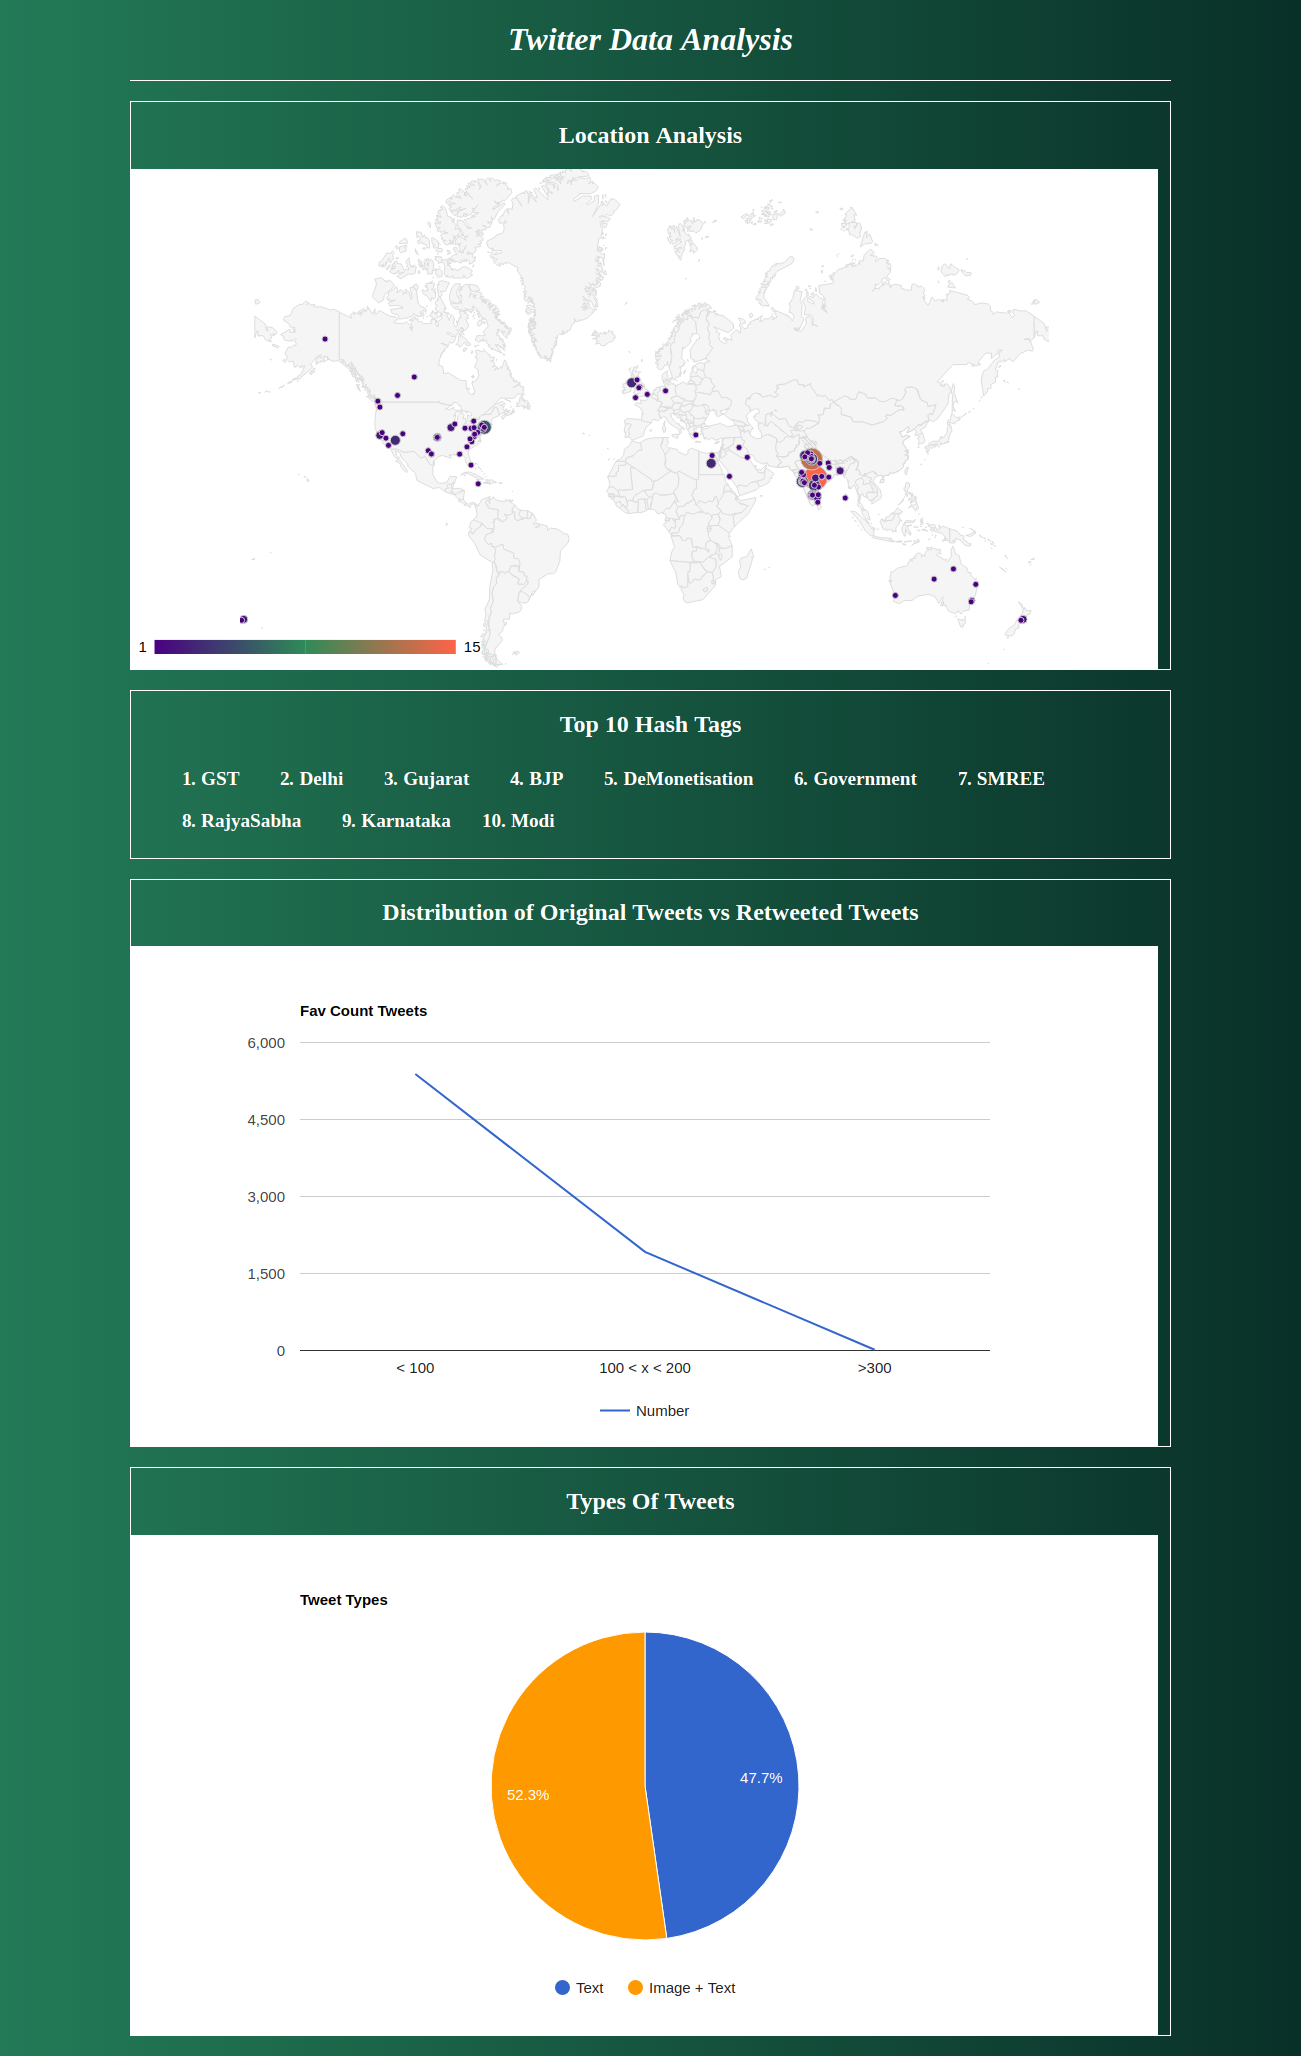 Twitter Data Analysis
Location Analysis
1 15
Top 10 Hash Tags
1. GST 2. Delhi 3. Gujarat 4. BJP 5. DeMonetisation 6. Government 7. SMREE
8. RajyaSabha 9. Karnataka 10. Modi
Distribution of Original Tweets vs Retweeted Tweets
Fav Count Tweets
6,000
4,500
3,000
1,500
0
< 100 100 < x < 200 >300
Number
Types Of Tweets
Tweet Types
47.7%
52.3%
Text Image + Text